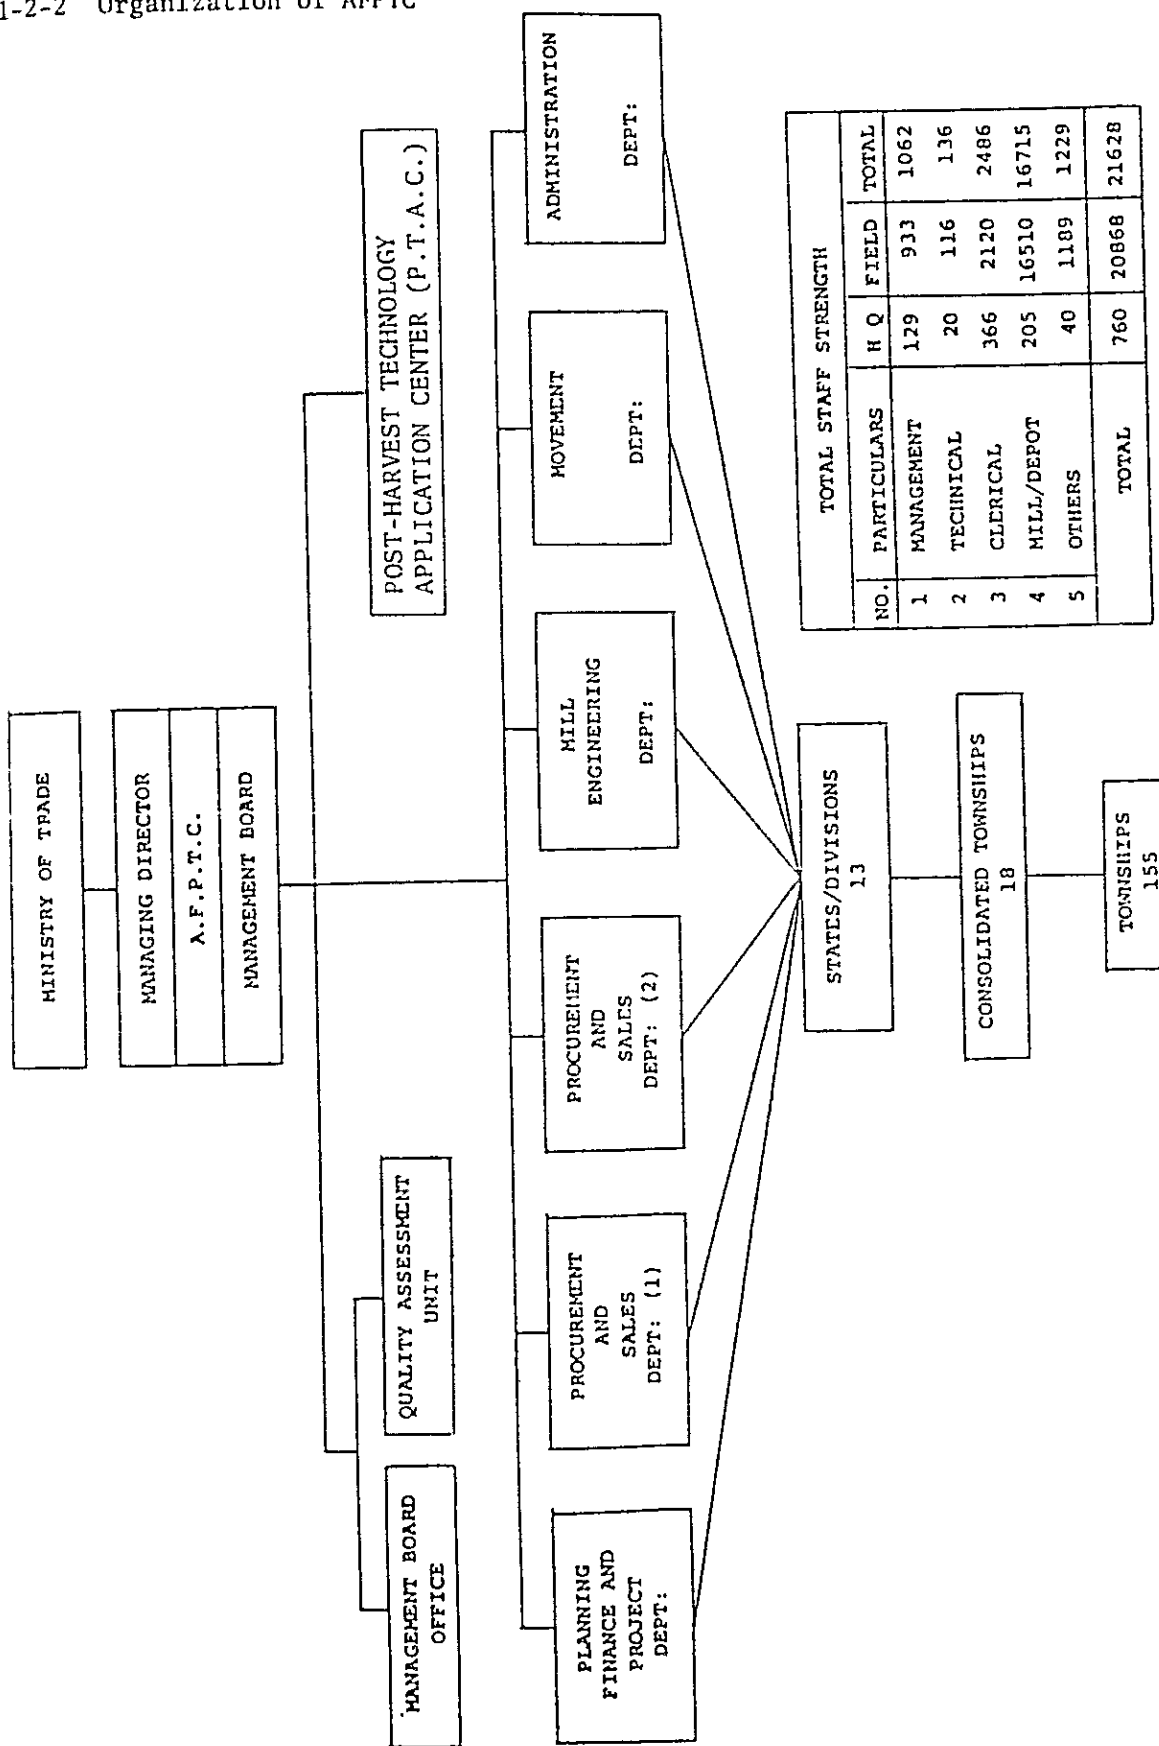 1-2-2 Organization of AFPTC
MINISTRY OF TRADE
MANAGING DIRECTOR
A.F.P.T.C.
MANAGEMENT BOARD
MANAGEMENT BOARD
OFFICE
QUALITY ASSESSMENT
UNIT
POST-HARVEST TECHNOLOGY
APPLICATION CENTER (P.T.A.C.)
PLANNING
FINANCE AND
PROJECT
DEPT:
PROCUREMENT
AND
SALES
DEPT: (1)
PROCUREMENT
AND
SALES
DEPT: (2)
MILL
ENGINEERING
DEPT:
MOVEMENT
DEPT:
ADMINISTRATION
DEPT:
STATES/DIVISIONS
13
CONSOLIDATED TOWNSHIPS
18
TOWNSHIPS
155
TOTAL STAFF STRENGTH
NO. PARTICULARS H Q FIELD TOTAL
1 MANAGEMENT 129 933 1062
2 TECHNICAL 20 116 136
3 CLERICAL 366 2120 2486
4 MILL/DEPOT 205 16510 16715
5 OTHERS 40 1189 1229
TOTAL 760 20868 21628